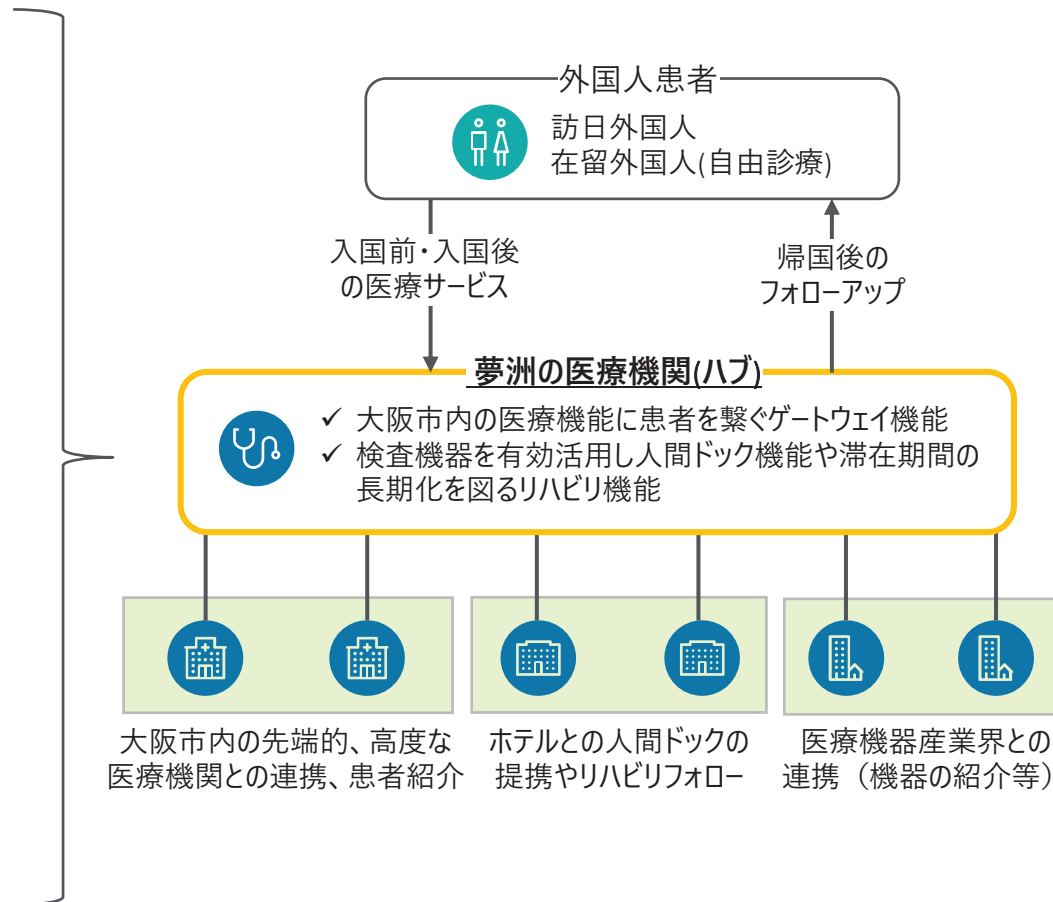 外国人患者
訪日外国人
在留外国人(自由診療)
入国前・入国後
の医療サービス
帰国後の
フォローアップ
夢洲の医療機関(ハブ)
✓ 大阪市内の医療機能に患者を繋ぐゲートウェイ機能
✓ 検査機器を有効活用し人間ドック機能や滞在期間の
長期化を図るリハビリ機能
大阪市内の先端的、高度な
医療機関との連携、患者紹介
ホテルとの人間ドックの
提携やリハビリフォロー
医療機器産業界との
連携（機器の紹介等）